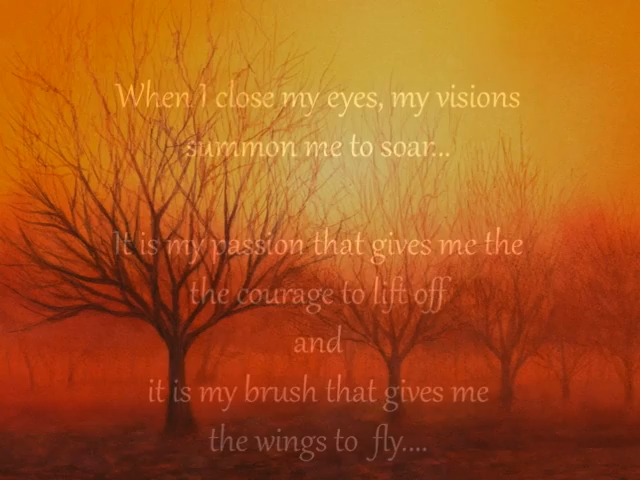 When I close my eyes, my visions
summon me to soar...
It is my passion that gives me the
the courage to lift off
and
it is my brush that gives me
the wings to fly....